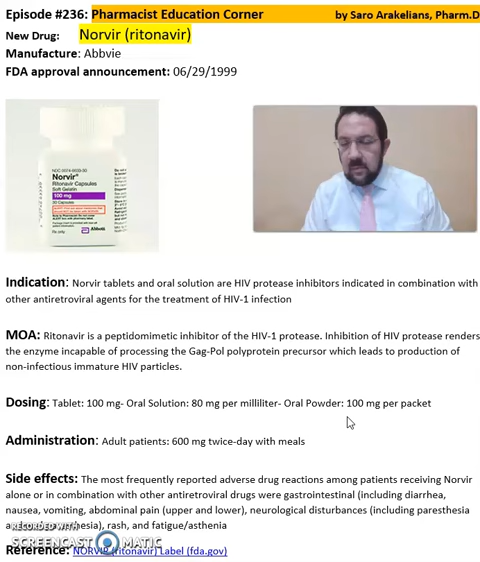 Episode #236: Pharmacist Education Corner by Saro Arakelians, Pharm.D
New Drug: Norvir (ritonavir)
Manufacture: Abbvie
FDA approval announcement: 06/29/1999
Norvir
Ritonavir Capsules
Soft Gelatin
100 mg
Abbott
Indication: Norvir tablets and oral solution are HIV protease inhibitors indicated in combination with
other antiretroviral agents for the treatment of HIV-1 infection
MOA: Ritonavir is a peptidomimetic inhibitor of the HIV-1 protease. Inhibition of HIV protease renders
the enzyme incapable of processing the Gag-Pol polyprotein precursor which leads to production of
non-infectious immature HIV particles.
Dosing: Tablet: 100 mg- Oral Solution: 80 mg per milliliter- Oral Powder: 100 mg per packet
Administration: Adult patients: 600 mg twice-day with meals
Side effects: The most frequently reported adverse drug reactions among patients receiving Norvir
alone or in combination with other antiretroviral drugs were gastrointestinal (including diarrhea,
nausea, vomiting, abdominal pain (upper and lower), neurological disturbances (including paresthesia
rash, and fatigue/asthenia
RECORDED WITH
SCREENCAST MATIC
Reference: NORVIR (ritonavir) Label (fda.gov)